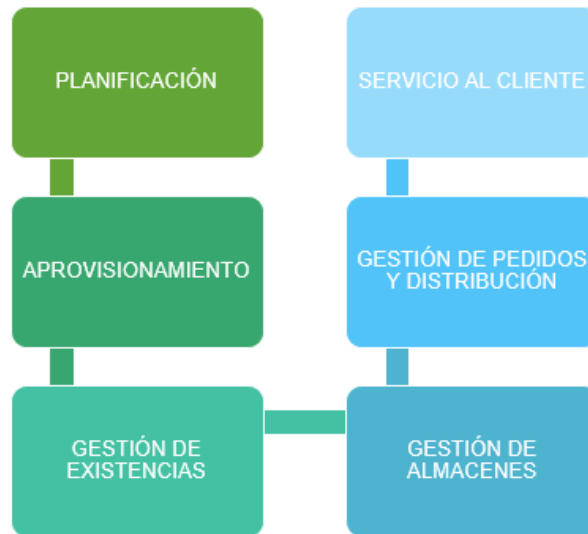 PLANIFICACIÓN
APROVISIONAMIENTO
GESTIÓN DE
EXISTENCIAS
GESTIÓN DE
ALMACENES
GESTIÓN DE PEDIDOS
Y DISTRIBUCIÓN
SERVICIO AL CLIENTE